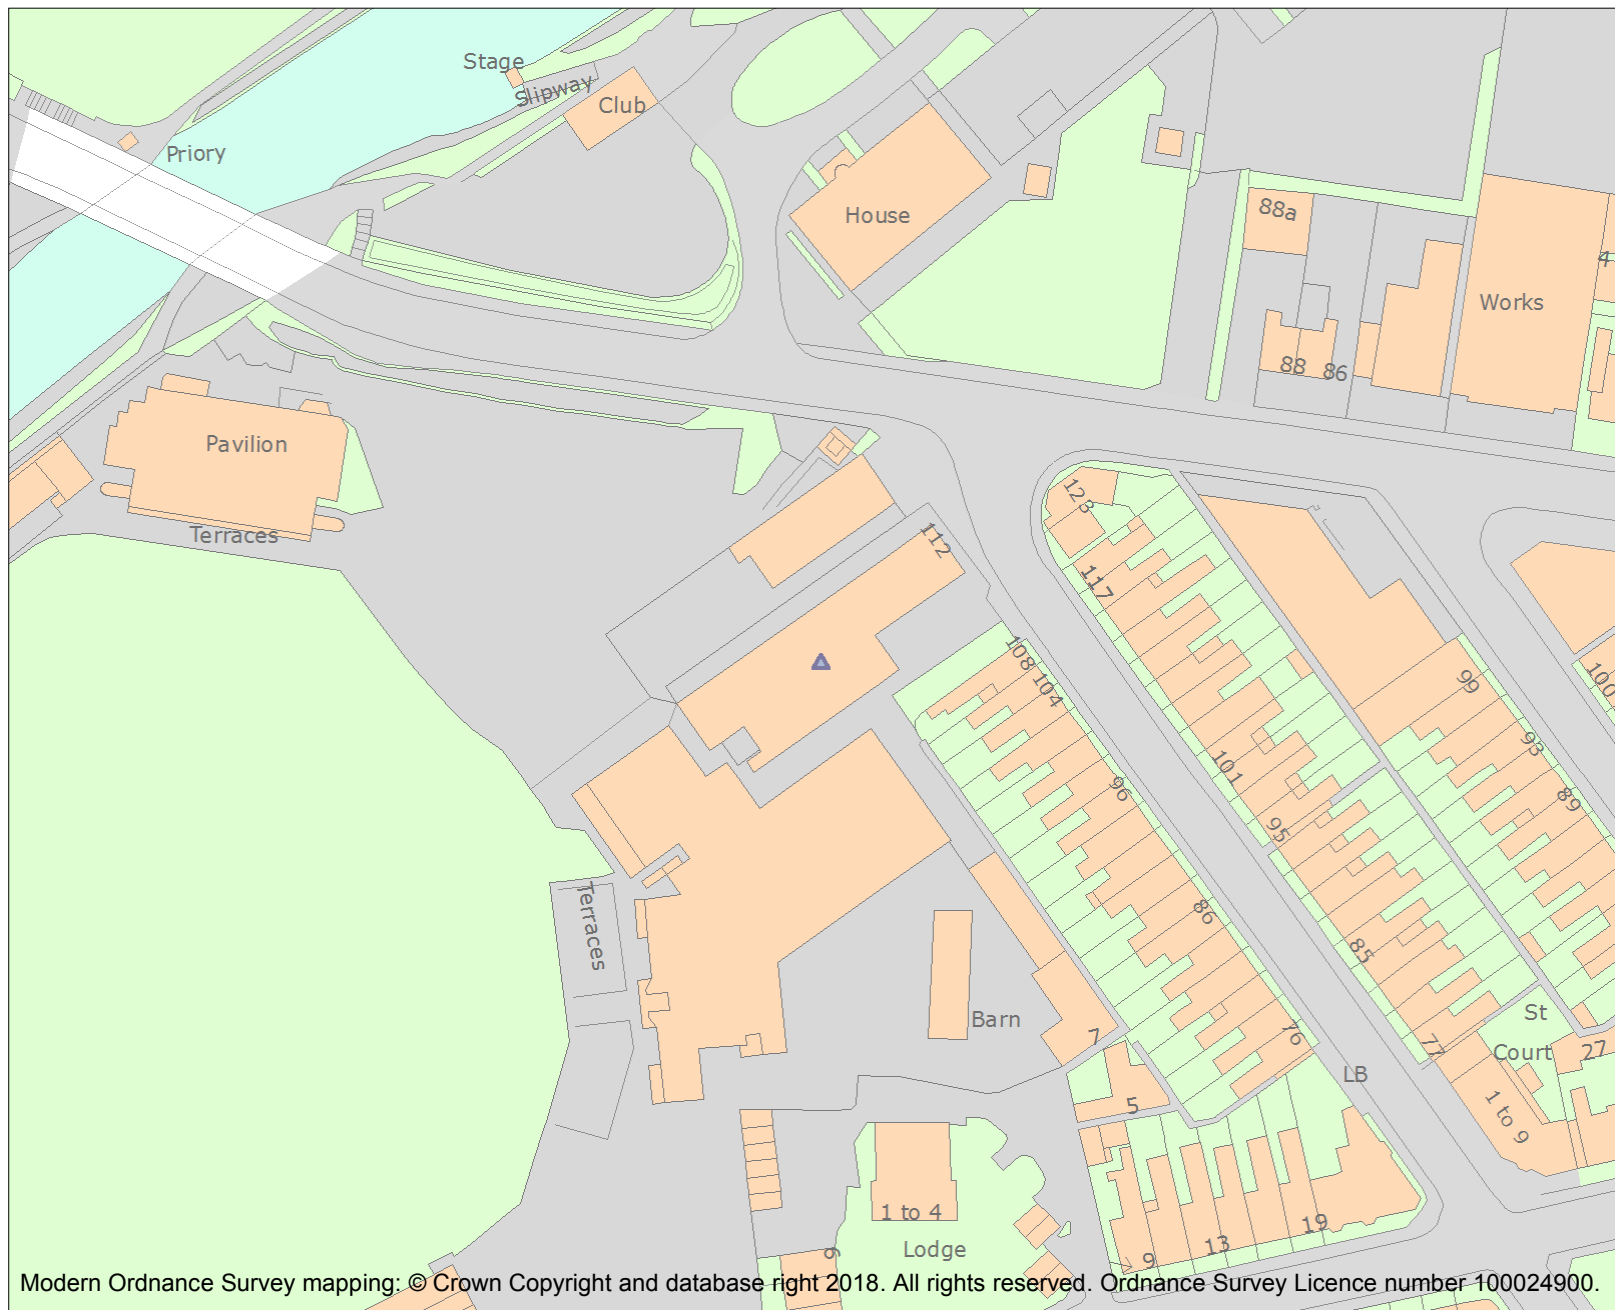 Stage
Slipway
Club
Priory
House
88a
4
Works
88
86
Pavilion
Terraces
123
112
117
108
104
99
100
93
101
96
89
95
Terraces
86
85
Barn
7
76
77
St
Court
27
LB
5
1 to 9
1 to 4
19
13
Lodge
9
9
Modern Ordnance Survey mapping: © Crown Copyright and database right 2018. All rights reserved. Ordnance Survey Licence number 100024900.